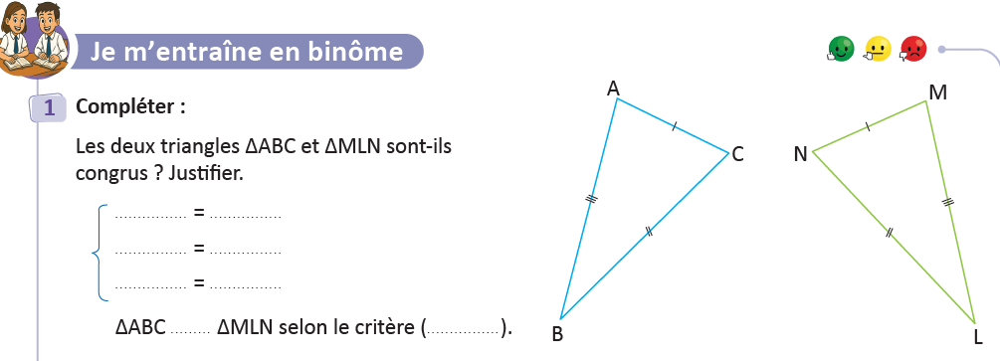 Je m'entraîne en binôme
1 Compléter :
Les deux triangles ΔABC et ΔMLN sont-ils
congrus ? Justifier.
............... = ...............
............... = ...............
............... = ...............
ΔABC ........ ΔMLN selon le critère (...............).
A
C
B
M
N
L